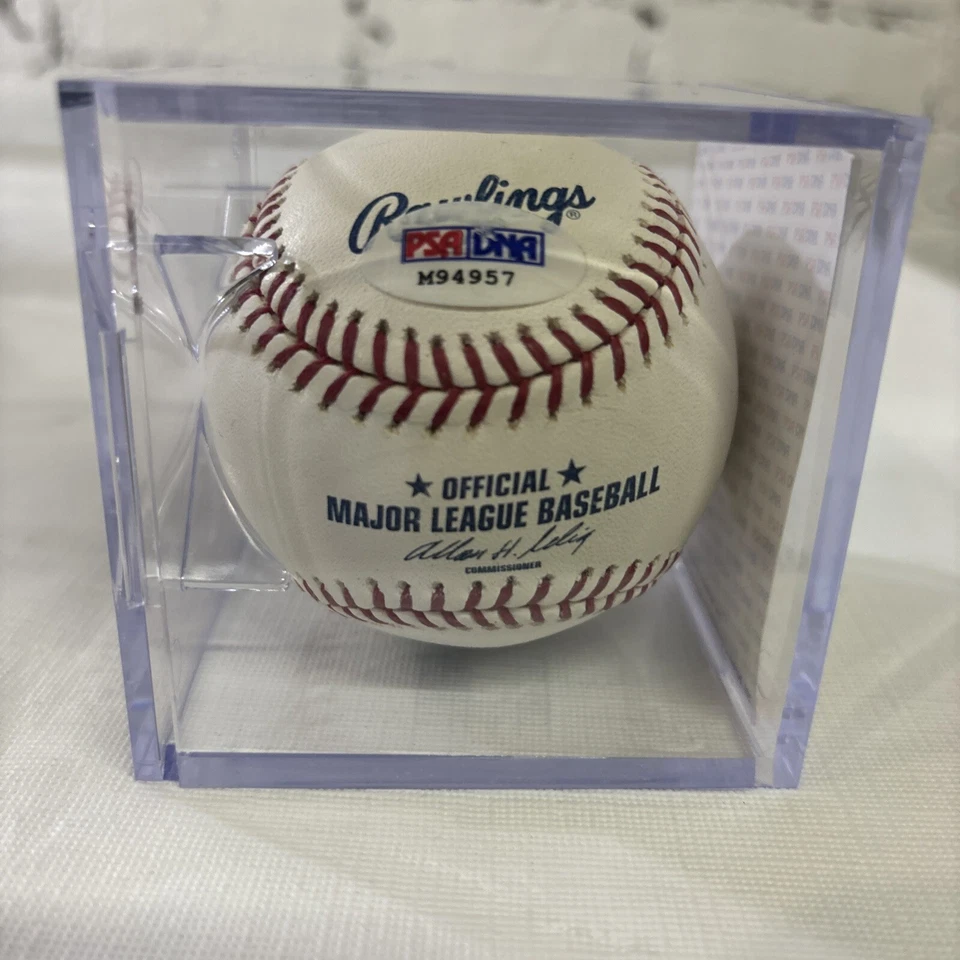 Rawlings®
PSA DNA
M94957
★ OFFICIAL ★
MAJOR LEAGUE BASEBALL
Allan H. Selig
COMMISSIONER